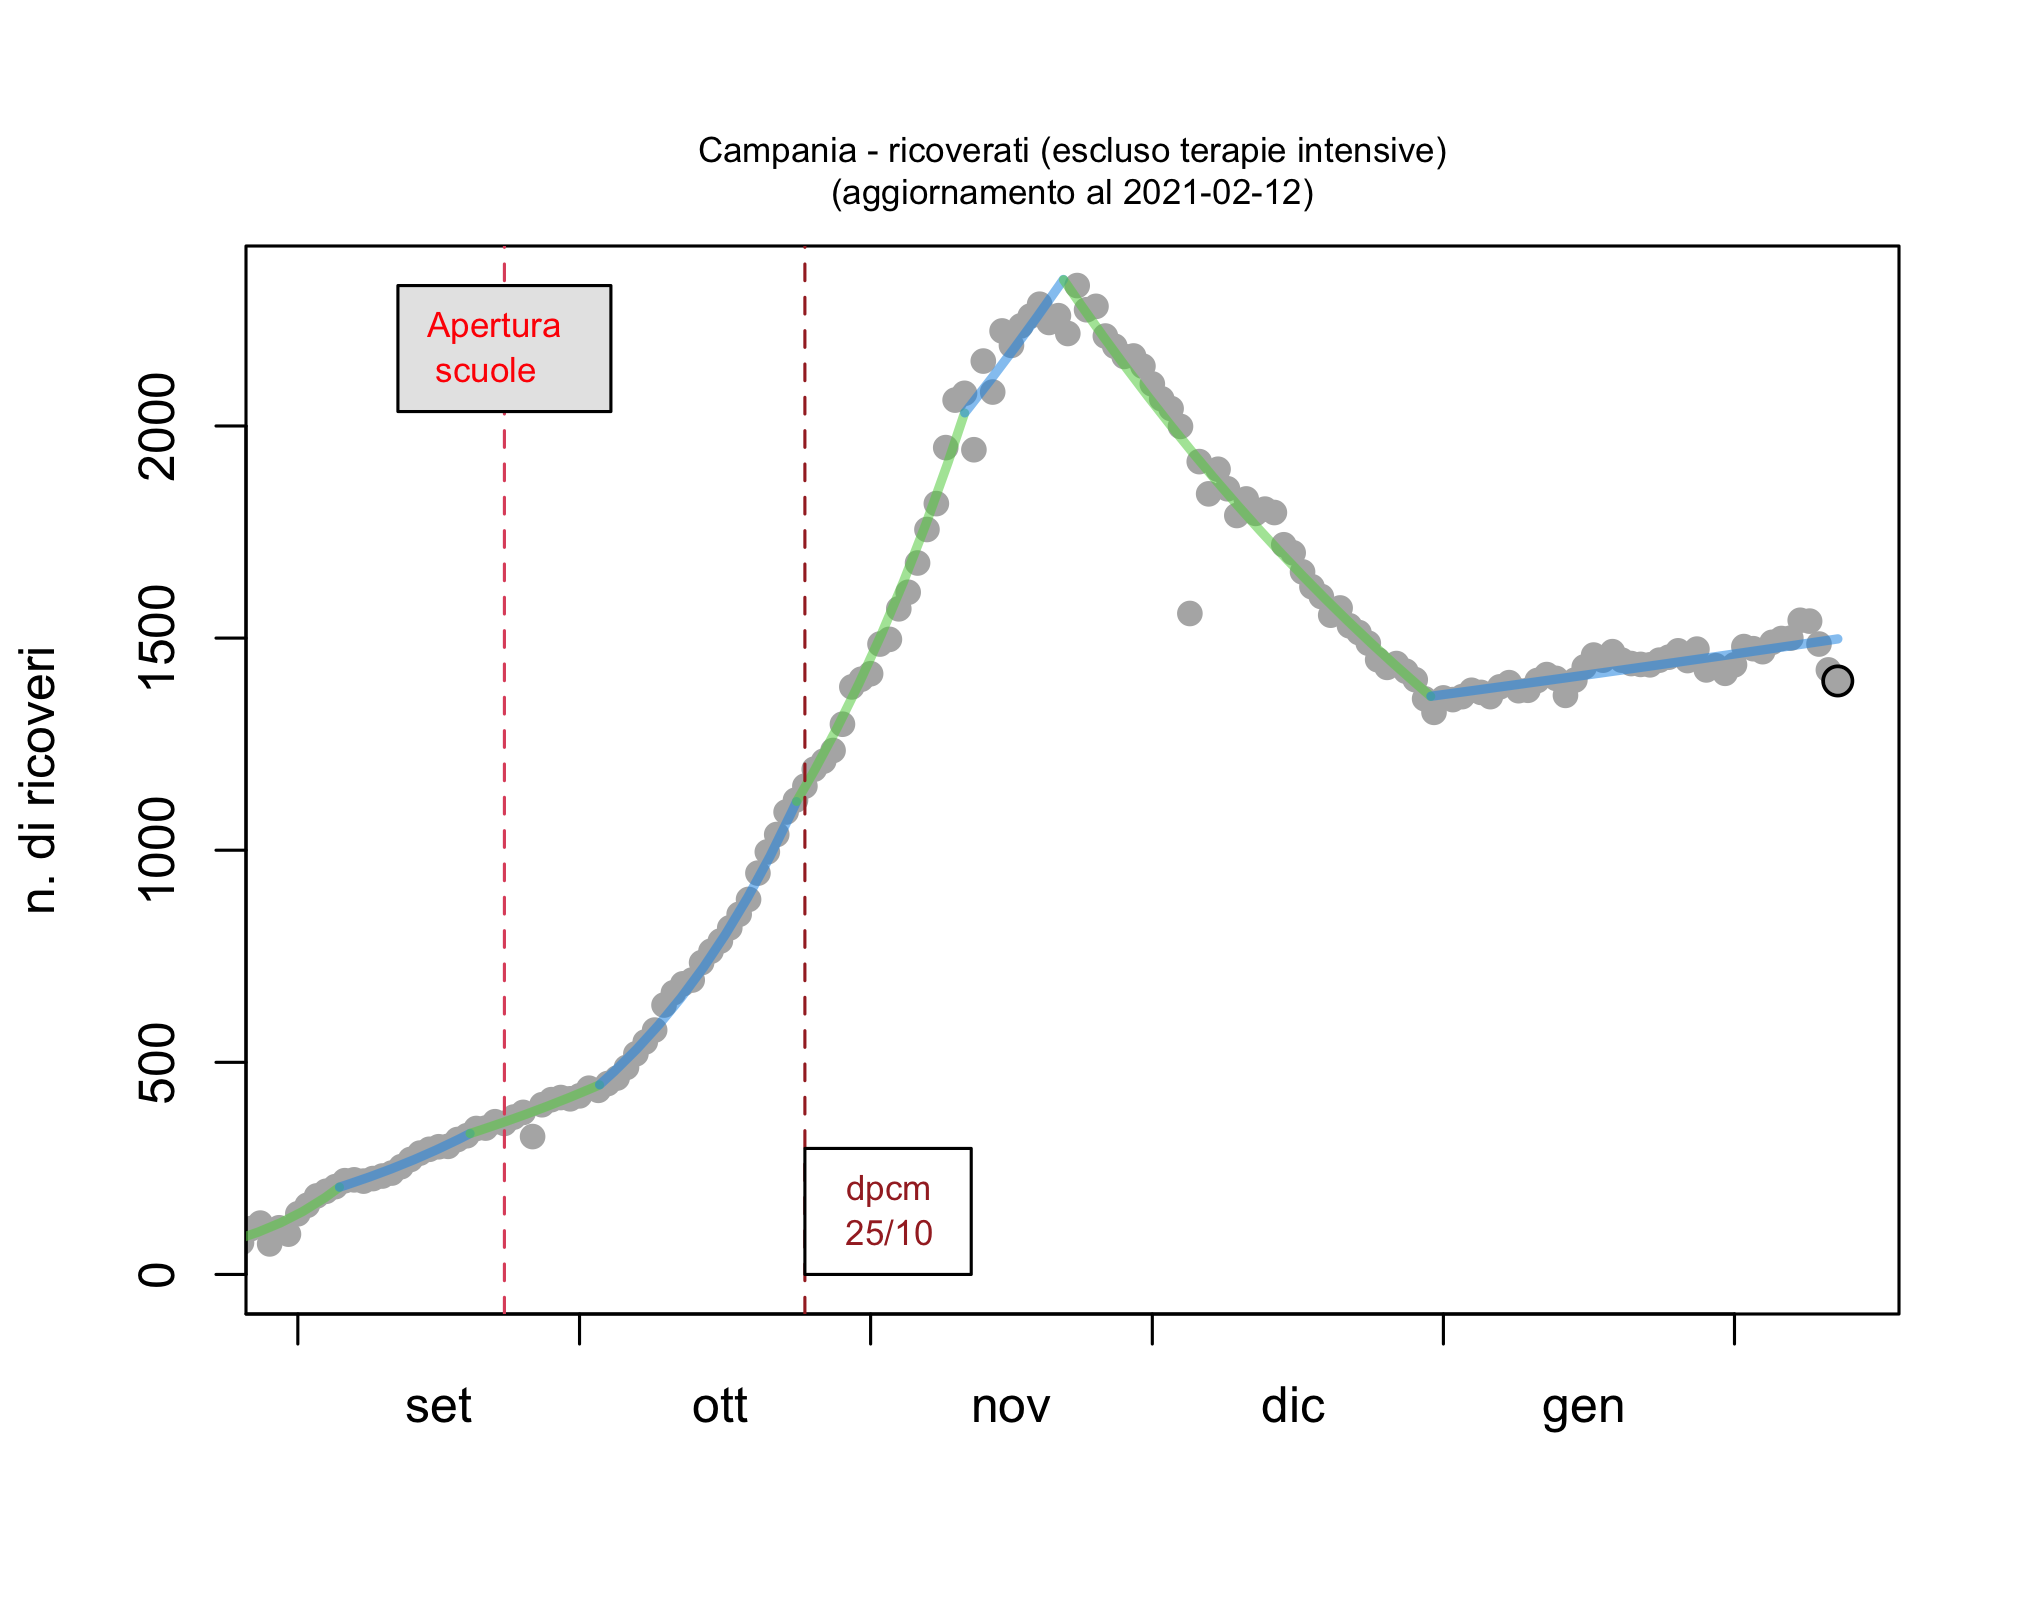 Campania - ricoverati (escluso terapie intensive)
(aggiornamento al 2021-02-12)
Apertura
scuole
n. di ricoveri
2000
1500
1000
500
0
dpcm
25/10
set ott nov dic gen